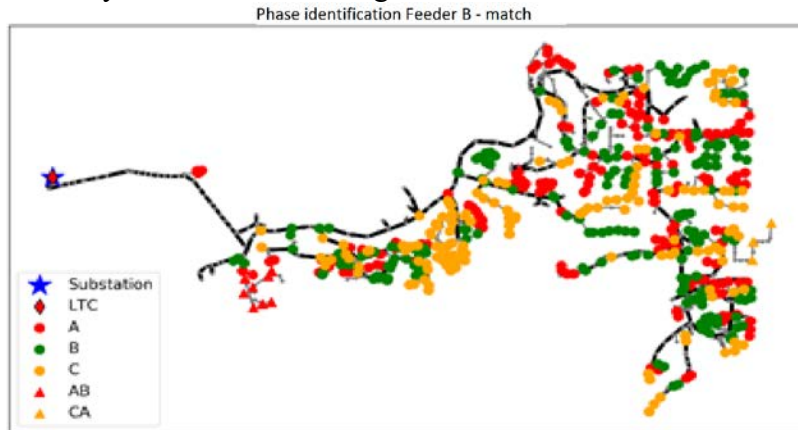 Phase identification Feeder B - match
Substation
LTC
A
B
C
AB
CA